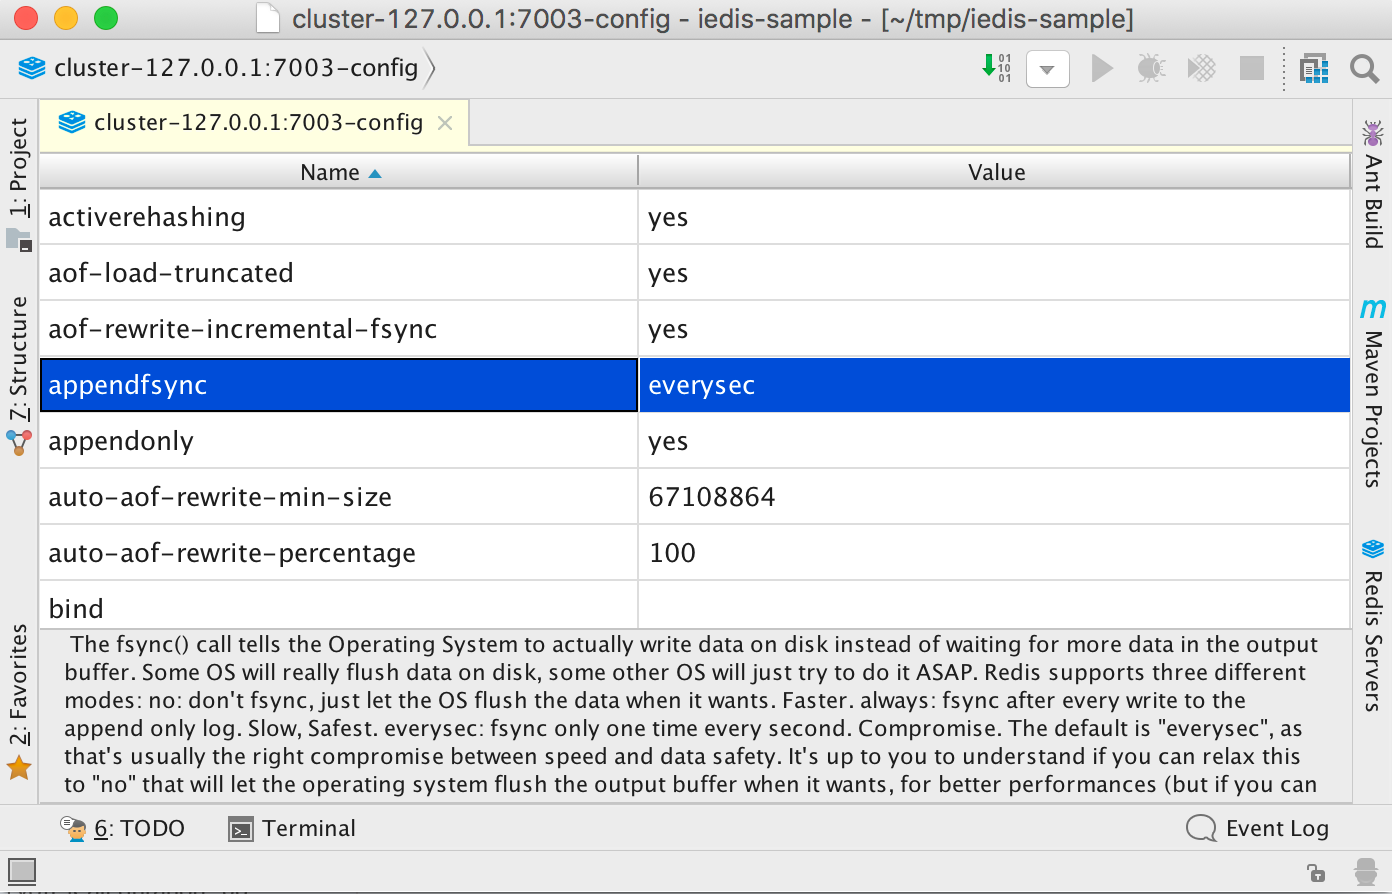 cluster-127.0.0.1:7003-config - iedis-sample - [~/tmp/iedis-sample]
cluster-127.0.0.1:7003-config
01
10
01
cluster-127.0.0.1:7003-config
1: Project
7: Structure
2: Favorites
Name Value
activerehashing yes
aof-load-truncated yes
aof-rewrite-incremental-fsync yes
appendfsync everysec
appendonly yes
auto-aof-rewrite-min-size 67108864
auto-aof-rewrite-percentage 100
bind
The fsync() call tells the Operating System to actually write data on disk instead of waiting for more data in the output
buffer. Some OS will really flush data on disk, some other OS will just try to do it ASAP. Redis supports three different
modes: no: don't fsync, just let the OS flush the data when it wants. Faster. always: fsync after every write to the
append only log. Slow, Safest. everysec: fsync only one time every second. Compromise. The default is "everysec", as
that's usually the right compromise between speed and data safety. It's up to you to understand if you can relax this
to "no" that will let the operating system flush the output buffer when it wants, for better performances (but if you can
Ant Build
m
Maven Projects
Redis Servers
6: TODO
Terminal
Event Log